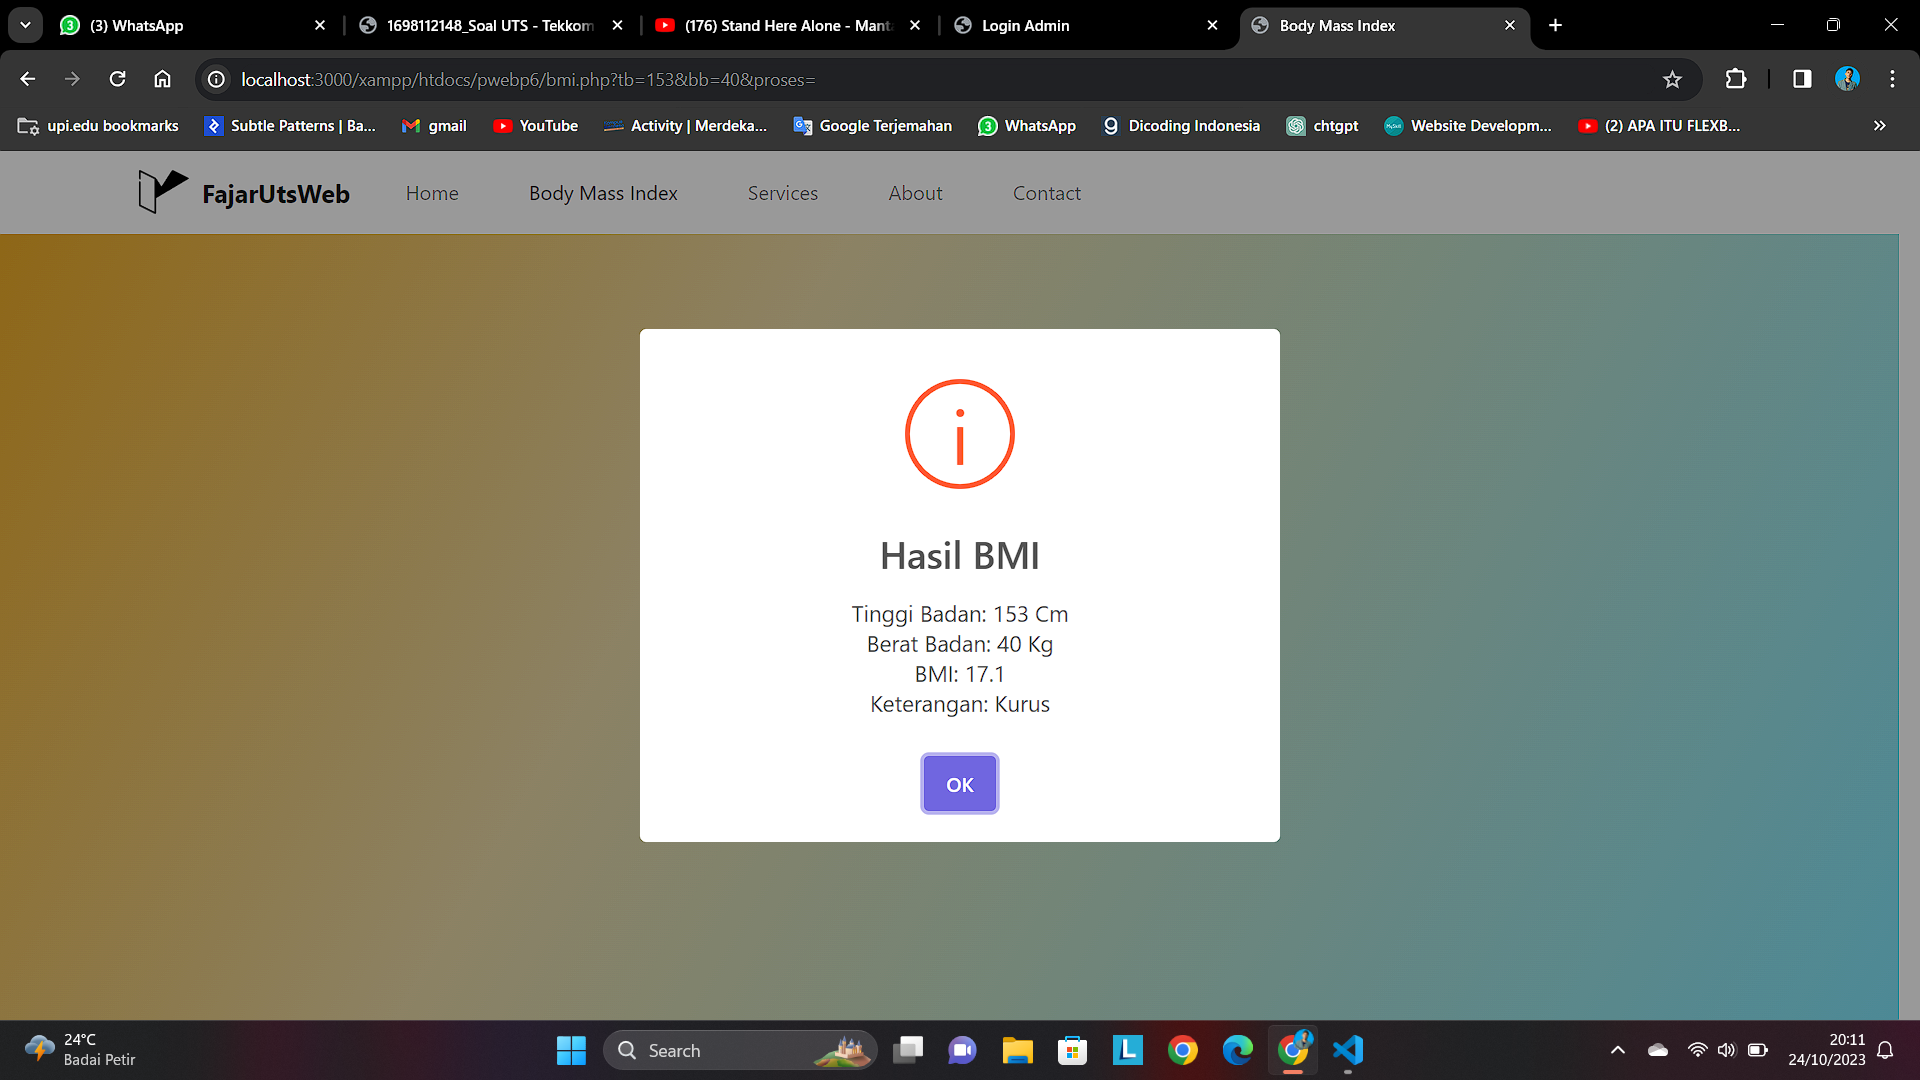 (3) WhatsApp
1698112148_Soal UTS - Tekkom
(176) Stand Here Alone - Manta
Login Admin
Body Mass Index
localhost:3000/xampp/htdocs/pwebp6/bmi.php?tb=153&bb=40&proses=
upi.edu bookmarks
Subtle Patterns | Ba...
gmail
YouTube
Activity | Merdeka...
Google Terjemahan
3
WhatsApp
Dicoding Indonesia
chtgpt
Website Developm...
(2) APA ITU FLEXB...
FajarUtsWeb
Home
Body Mass Index
Services
About
Contact
Hasil BMI
Tinggi Badan: 153 Cm
Berat Badan: 40 Kg
BMI: 17.1
Keterangan: Kurus
OK
24°C
Badai Petir
Search
20:11
24/10/2023